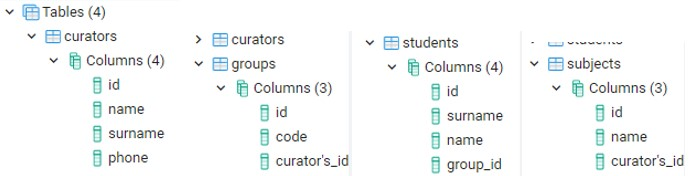 Tables (4)
curators
Columns (4)
id
name
surname
phone
curators
groups
Columns (3)
id
code
curator's_id
students
Columns (4)
id
surname
name
group_id
students
subjects
Columns (3)
id
name
curator's_id